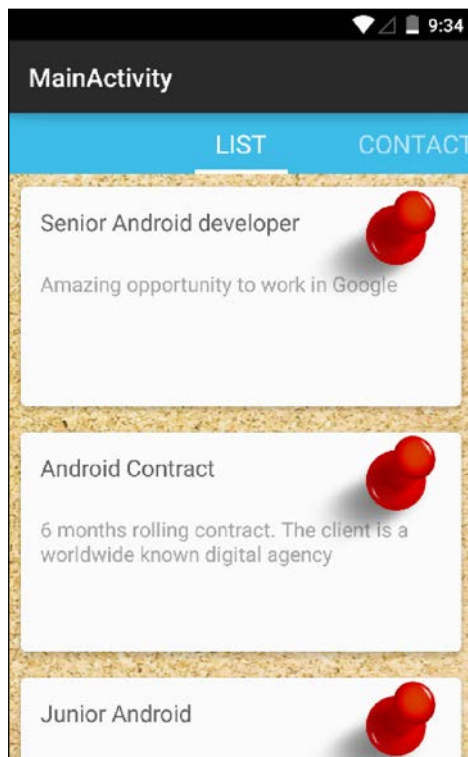 9:34
MainActivity
LIST CONTACT
Senior Android developer
Amazing opportunity to work in Google
Android Contract
6 months rolling contract. The client is a
worldwide known digital agency
Junior Android